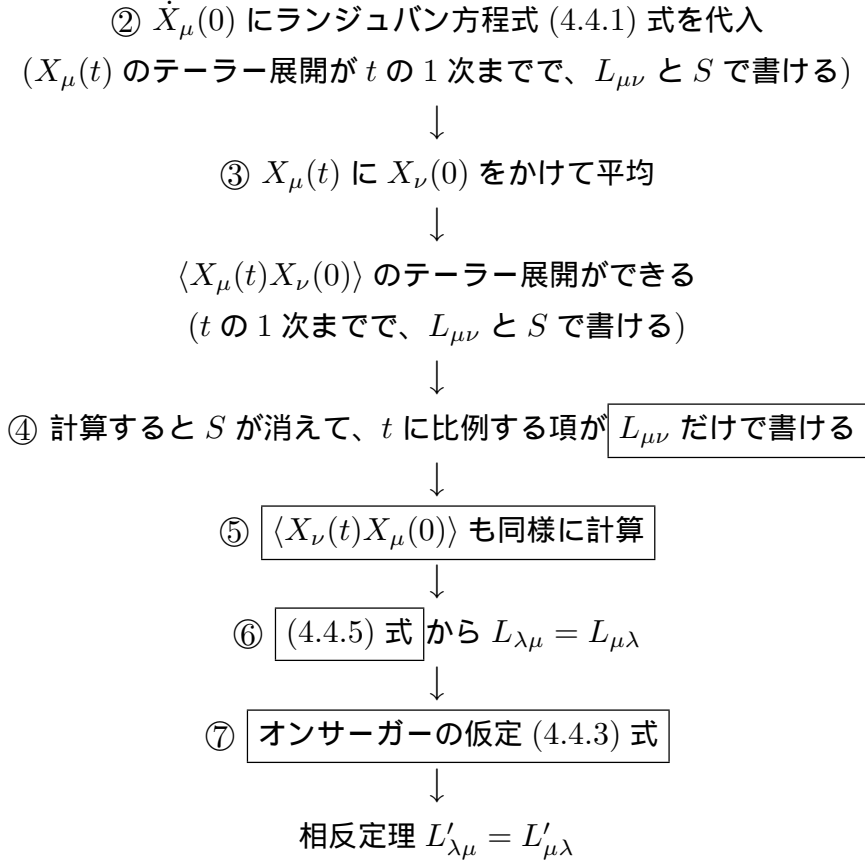 ② Ẋ_μ(0) にランジュバン方程式 (4.4.1) 式を代入
(X_μ(t) のテーラー展開が t の 1 次までで、L_μν と S で書ける)
↓
③ X_μ(t) に X_ν(0) をかけて平均
↓
⟨X_μ(t)X_ν(0)⟩ のテーラー展開ができる
(t の 1 次までで、L_μν と S で書ける)
↓
④ 計算すると S が消えて、t に比例する項が L_μν だけで書ける
↓
⑤ ⟨X_ν(t)X_μ(0)⟩ も同様に計算
↓
⑥ (4.4.5) 式 から L_λμ = L_μλ
↓
⑦ オンサーガーの仮定 (4.4.3) 式
↓
相反定理 L′_λμ = L′_μλ